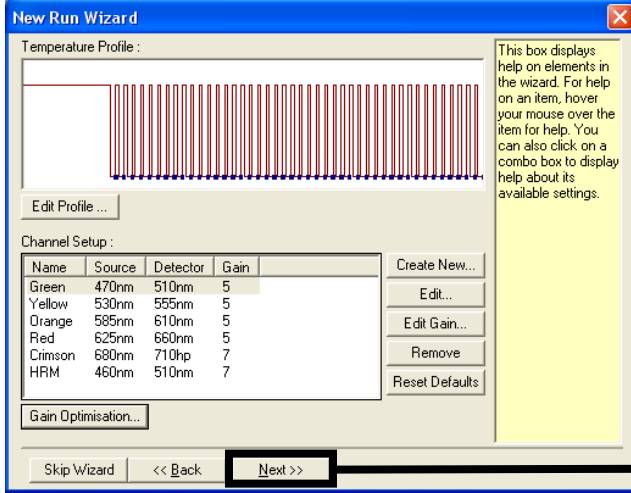 New Run Wizard
Temperature Profile :
This box displays
help on elements in
the wizard. For help
on an item, hover
your mouse over the
item for help. You
can also click on a
combo box to display
help about its
available settings.
Edit Profile ...
Channel Setup :
Name Source Detector Gain
Green 470nm 510nm 5
Yellow 530nm 555nm 5
Orange 585nm 610nm 5
Red 625nm 660nm 5
Crimson 680nm 710hp 7
HRM 460nm 510nm 7
Create New...
Edit...
Edit Gain...
Remove
Reset Defaults
Gain Optimisation...
Skip Wizard << Back Next >>